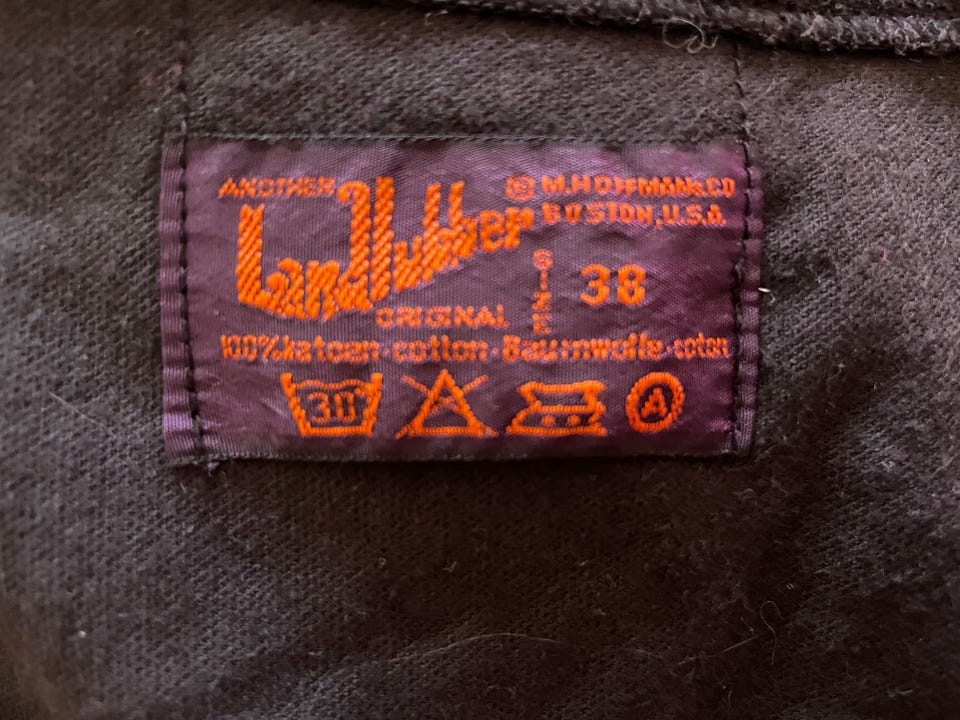 ANOTHER
Landlubber
ORIGINAL
© M.HOFFMAN&CO
BOSTON, U.S.A.
SIZE 38
100% katoen-cotton-Baumwolle-coton
30°
A